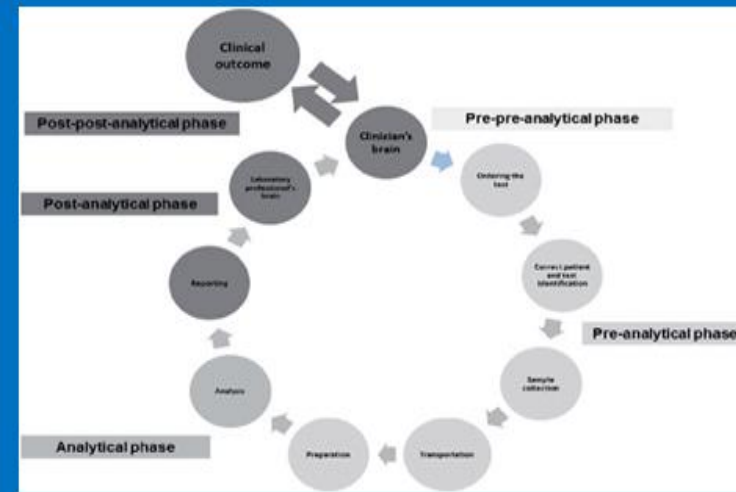 Clinical
outcome
Post-post-analytical phase
Clinician's
brain
Pre-pre-analytical phase
Laboratory
professional's
brain
Ordering the
test
Post-analytical phase
Reporting
Correct patient
and test
identification
Pre-analytical phase
Analysis
Sample
collection
Analytical phase
Preparation
Transportation